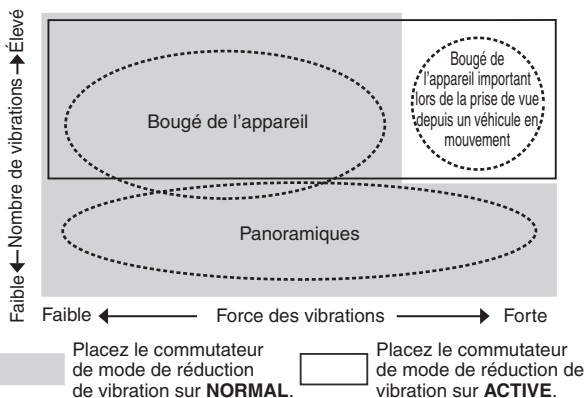 Faible ←Nombre de vibrations→Élevé
Bougé de l'appareil
Bougé de
l'appareil important
lors de la prise de vue
depuis un véhicule en
mouvement
Panoramiques
Faible ← Force des vibrations → Forte
Placez le commutateur
de mode de réduction
de vibration sur NORMAL.
Placez le commutateur
de mode de réduction de
vibration sur ACTIVE.